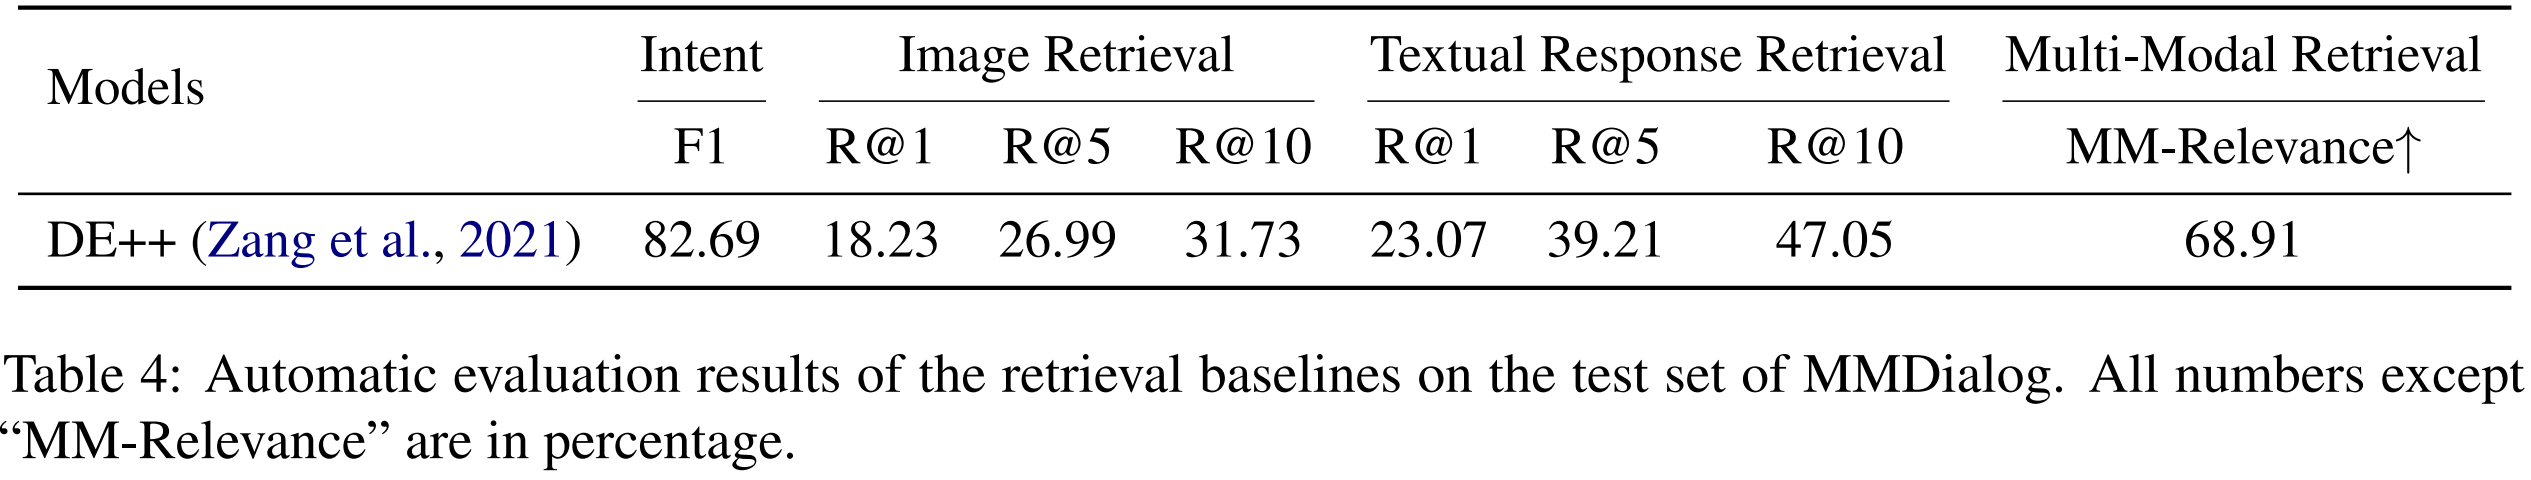 Models Intent Image Retrieval Textual Response Retrieval Multi-Modal Retrieval
F1 R@1 R@5 R@10 R@1 R@5 R@10 MM-Relevance↑
DE++ (Zang et al., 2021) 82.69 18.23 26.99 31.73 23.07 39.21 47.05 68.91
Table 4: Automatic evaluation results of the retrieval baselines on the test set of MMDialog. All numbers except
“MM-Relevance” are in percentage.